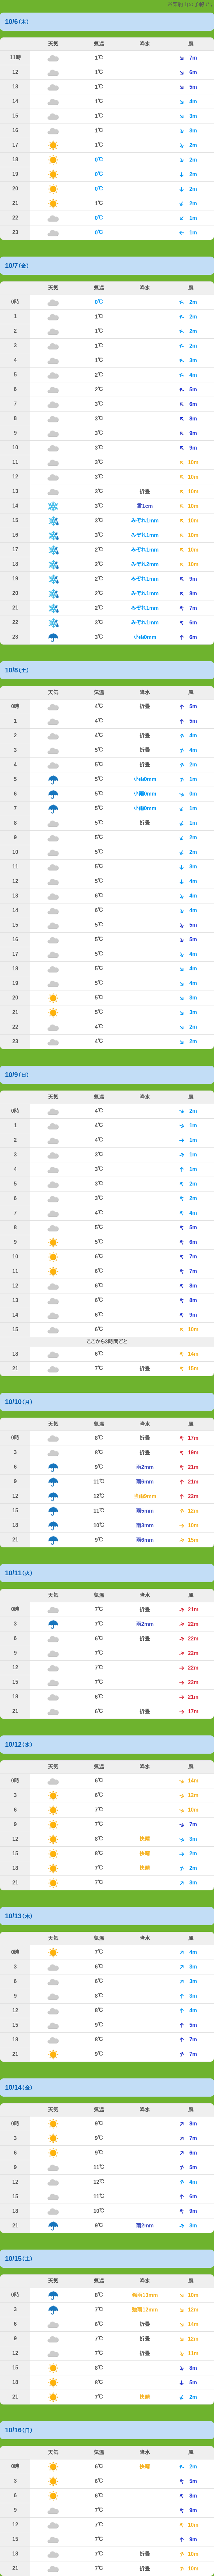 10/6(木)
天気 気温 降水 風
11時 1℃ 7m
12 1℃ 6m
13 1℃ 5m
14 1℃ 4m
15 1℃ 3m
16 1℃ 3m
17 1℃ 2m
18 0℃ 2m
19 0℃ 2m
20 0℃ 2m
21 1℃ 2m
22 0℃ 1m
23 0℃ 1m
10/7(金)
天気 気温 降水 風
0時 0℃ 2m
1 1℃ 2m
2 1℃ 2m
3 1℃ 2m
4 1℃ 3m
5 2℃ 4m
6 2℃ 5m
7 3℃ 6m
8 3℃ 8m
9 3℃ 9m
10 3℃ 9m
11 3℃ 10m
12 3℃ 10m
13 3℃ 折畳 10m
14 3℃ 雪1cm 10m
15 3℃ みぞれ1mm 10m
16 3℃ みぞれ1mm 10m
17 2℃ みぞれ1mm 10m
18 2℃ みぞれ2mm 10m
19 2℃ みぞれ1mm 9m
20 2℃ みぞれ1mm 8m
21 2℃ みぞれ1mm 7m
22 3℃ みぞれ1mm 6m
23 3℃ 小雨0mm 6m
10/8(土)
天気 気温 降水 風
0時 4℃ 折畳 5m
1 4℃ 5m
2 4℃ 折畳 4m
3 5℃ 折畳 4m
4 5℃ 折畳 2m
5 5℃ 小雨0mm 1m
6 5℃ 小雨0mm 0m
7 5℃ 小雨0mm 1m
8 5℃ 折畳 1m
9 5℃ 2m
10 5℃ 2m
11 5℃ 3m
12 5℃ 4m
13 6℃ 4m
14 6℃ 4m
15 5℃ 5m
16 5℃ 5m
17 5℃ 4m
18 5℃ 4m
19 5℃ 4m
20 5℃ 3m
21 5℃ 3m
22 4℃ 2m
23 4℃ 2m
10/9(日)
天気 気温 降水 風
0時 4℃ 2m
1 4℃ 1m
2 4℃ 1m
3 4℃ 1m
4 3℃ 1m
5 3℃ 2m
6 3℃ 2m
7 4℃ 4m
8 5℃ 5m
9 5℃ 6m
10 6℃ 7m
11 6℃ 7m
12 6℃ 8m
13 6℃ 8m
14 6℃ 9m
15 6℃ 10m
ここから3時間ごと
18 6℃ 14m
21 7℃ 折畳 15m
10/10(月)
天気 気温 降水 風
0時 8℃ 折畳 17m
3 8℃ 折畳 19m
6 9℃ 雨2mm 21m
9 11℃ 雨6mm 21m
12 12℃ 強雨9mm 22m
15 11℃ 雨5mm 12m
18 10℃ 雨3mm 10m
21 9℃ 雨6mm 15m
10/11(火)
天気 気温 降水 風
0時 7℃ 折畳 21m
3 7℃ 雨2mm 22m
6 6℃ 折畳 22m
9 7℃ 22m
12 7℃ 22m
15 7℃ 22m
18 6℃ 21m
21 6℃ 折畳 17m
10/12(水)
天気 気温 降水 風
0時 6℃ 14m
3 6℃ 12m
6 7℃ 10m
9 7℃ 7m
12 8℃ 快晴 3m
15 8℃ 快晴 2m
18 7℃ 快晴 2m
21 7℃ 3m
10/13(木)
天気 気温 降水 風
0時 7℃ 4m
3 6℃ 3m
6 6℃ 3m
9 8℃ 3m
12 8℃ 4m
15 9℃ 5m
18 8℃ 7m
21 9℃ 7m
10/14(金)
天気 気温 降水 風
0時 9℃ 8m
3 9℃ 7m
6 9℃ 6m
9 11℃ 5m
12 12℃ 4m
15 11℃ 6m
18 10℃ 9m
21 9℃ 雨2mm 3m
10/15(土)
天気 気温 降水 風
0時 8℃ 強雨13mm 10m
3 7℃ 強雨12mm 12m
6 6℃ 折畳 14m
9 7℃ 折畳 12m
12 7℃ 折畳 11m
15 8℃ 8m
18 8℃ 5m
21 7℃ 快晴 2m
10/16(日)
天気 気温 降水 風
0時 6℃ 快晴 2m
3 6℃ 5m
6 6℃ 8m
9 7℃ 9m
12 7℃ 10m
15 7℃ 9m
18 7℃ 折畳 10m
21 7℃ 折畳 10m